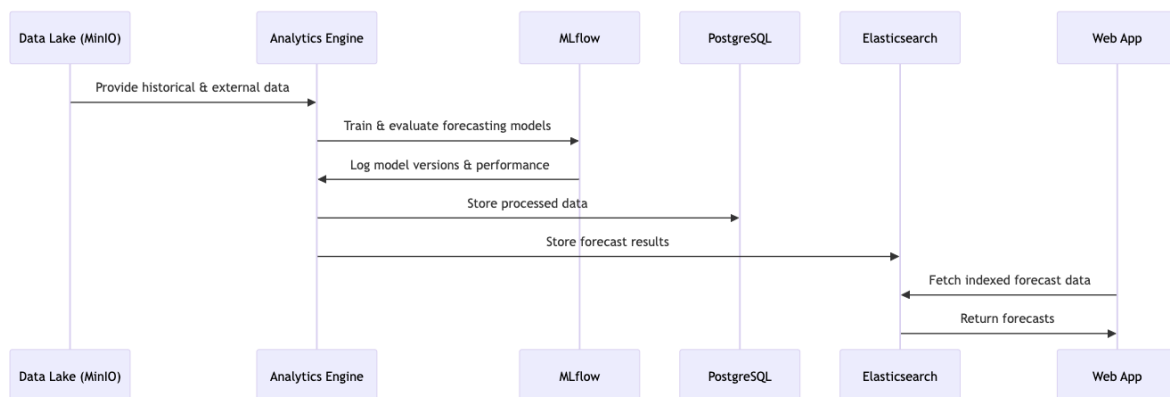 Data Lake (MinIO)
Analytics Engine
MLflow
PostgreSQL
Elasticsearch
Web App
Provide historical & external data
Train & evaluate forecasting models
Log model versions & performance
Store processed data
Store forecast results
Fetch indexed forecast data
Return forecasts
Data Lake (MinIO)
Analytics Engine
MLflow
PostgreSQL
Elasticsearch
Web App